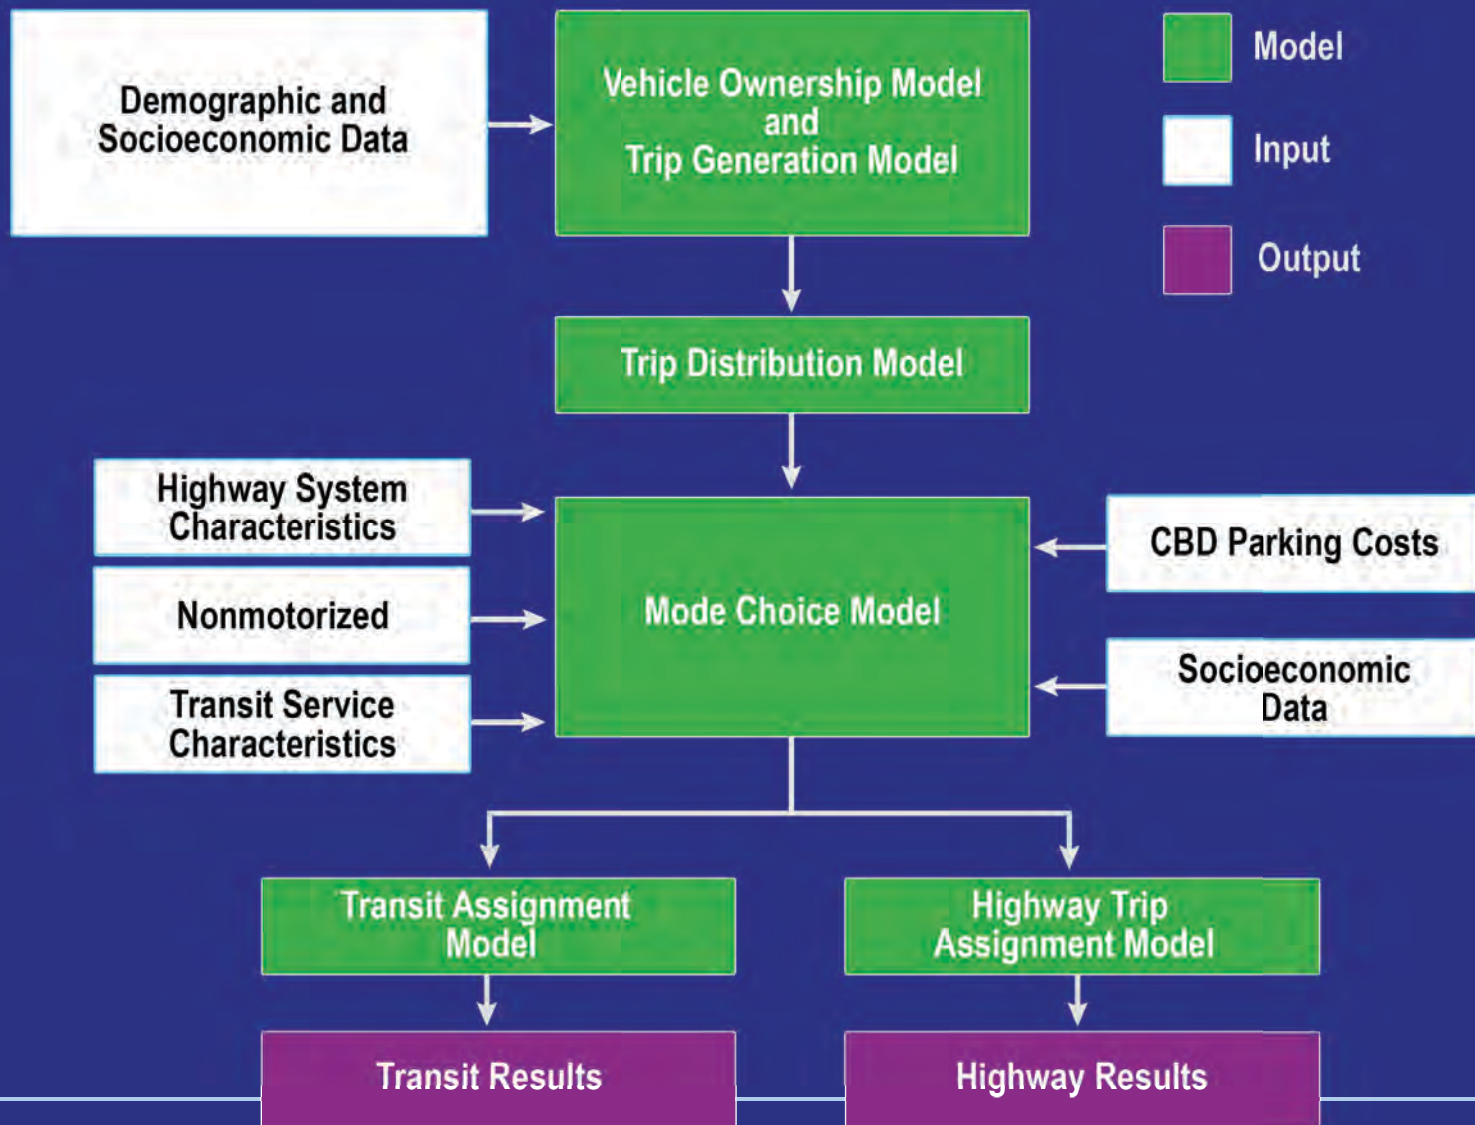 Demographic and
Socioeconomic Data
Vehicle Ownership Model
and
Trip Generation Model
Model
Input
Output
Trip Distribution Model
Highway System
Characteristics
Nonmotorized
Transit Service
Characteristics
Mode Choice Model
CBD Parking Costs
Socioeconomic
Data
Transit Assignment
Model
Highway Trip
Assignment Model
Transit Results
Highway Results